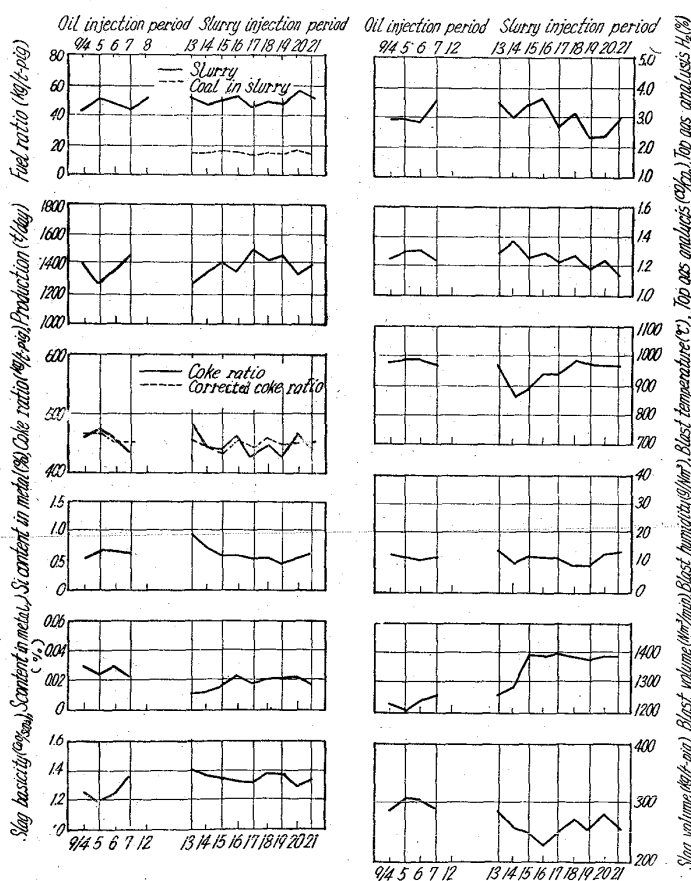 Oil injection period Slurry injection period
9/4 5 6 7 8 13 14 15 16 17 18 19 20 21
Fuel ratio (kg/t-pig)
80
60
40
20
0
Slurry
Coal in slurry
Production (t/day)
1800
1600
1400
1200
1000
Coke ratio (kg/t-pig)
600
500
400
Coke ratio
Corrected coke ratio
Si content in metal (%)
1.5
1.0
0.5
0
S content in metal
(%)
0.06
0.04
0.02
0
Slag basicity
1.6
1.4
1.2
1.0
9/4 5 6 7 12 13 14 15 16 17 18 19 20 21
Oil injection period Slurry injection period
9/4 5 6 7 12 13 14 15 16 17 18 19 20 21
Top gas analysis H2(%)
5.0
3.0
1.0
Top gas analysis
1.6
1.4
1.2
1.0
Blast temperature (°C)
1100
1000
900
800
700
Blast humidity (g/Nm³)
40
20
10
0
Blast volume (Nm³/min)
1400
1300
1200
Slag volume (kg/t-pig)
400
300
200
9/4 5 6 7 12 13 14 15 16 17 18 19 20 21